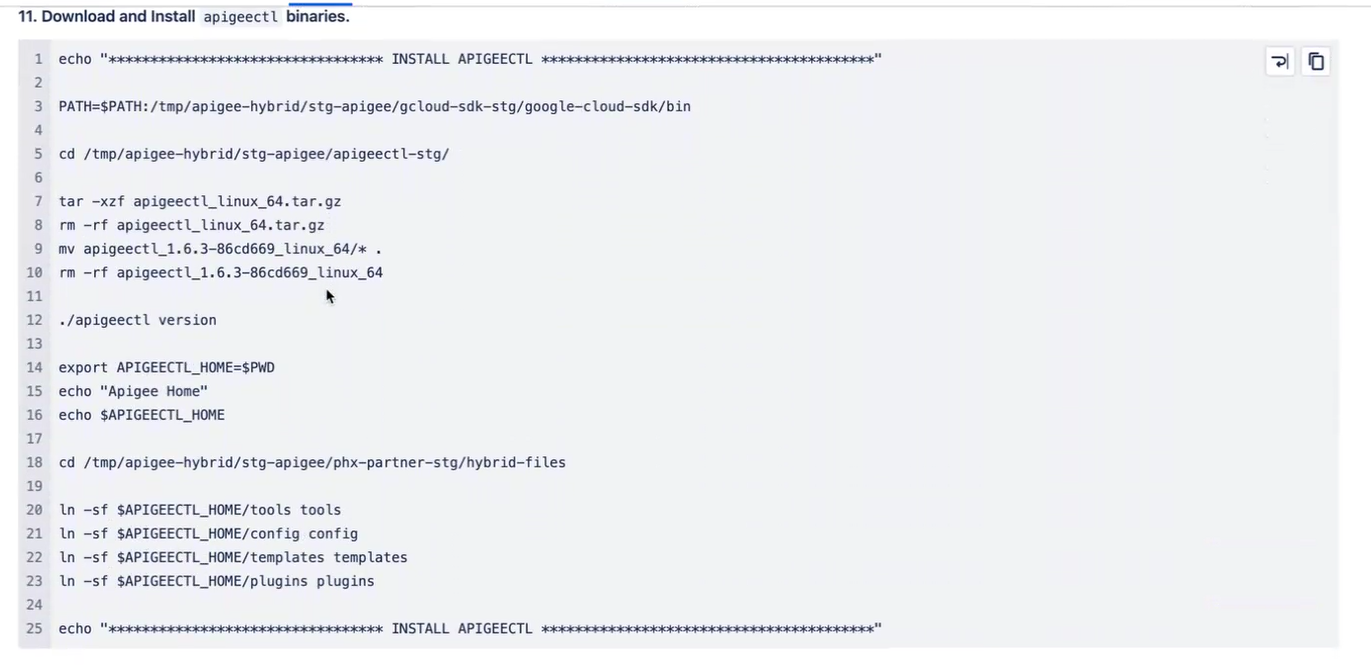 11. Download and Install apigeectl binaries.
1 echo "********************************* INSTALL APIGEECTL ****************************************"
2
3 PATH=$PATH:/tmp/apigee-hybrid/stg-apigee/gcloud-sdk-stg/google-cloud-sdk/bin
4
5 cd /tmp/apigee-hybrid/stg-apigee/apigeectl-stg/
6
7 tar -xzf apigeectl_linux_64.tar.gz
8 rm -rf apigeectl_linux_64.tar.gz
9 mv apigeectl_1.6.3-86cd669_linux_64/* .
10 rm -rf apigeectl_1.6.3-86cd669_linux_64
11
12 ./apigeectl version
13
14 export APIGEECTL_HOME=$PWD
15 echo "Apigee Home"
16 echo $APIGEECTL_HOME
17
18 cd /tmp/apigee-hybrid/stg-apigee/phx-partner-stg/hybrid-files
19
20 ln -sf $APIGEECTL_HOME/tools tools
21 ln -sf $APIGEECTL_HOME/config config
22 ln -sf $APIGEECTL_HOME/templates templates
23 ln -sf $APIGEECTL_HOME/plugins plugins
24
25 echo "********************************* INSTALL APIGEECTL ****************************************"